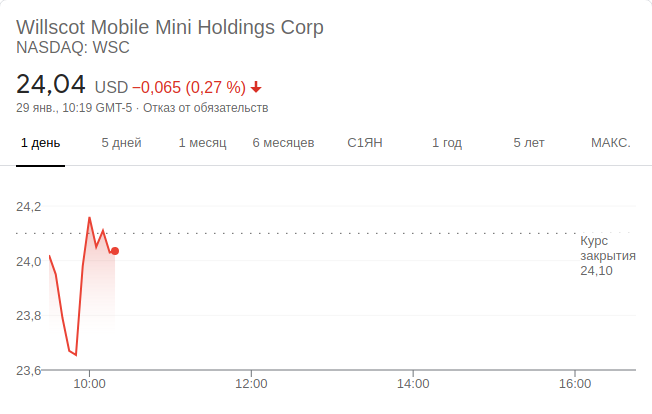 Willscot Mobile Mini Holdings Corp
NASDAQ: WSC
24,04 USD −0,065 (0,27 %)
29 янв., 10:19 GMT-5 · Отказ от обязательств
1 день 5 дней 1 месяц 6 месяцев С1ЯН 1 год 5 лет МАКС.
24,2
Курс
закрытия
24,10
24,0
23,8
23,6
10:00 12:00 14:00 16:00